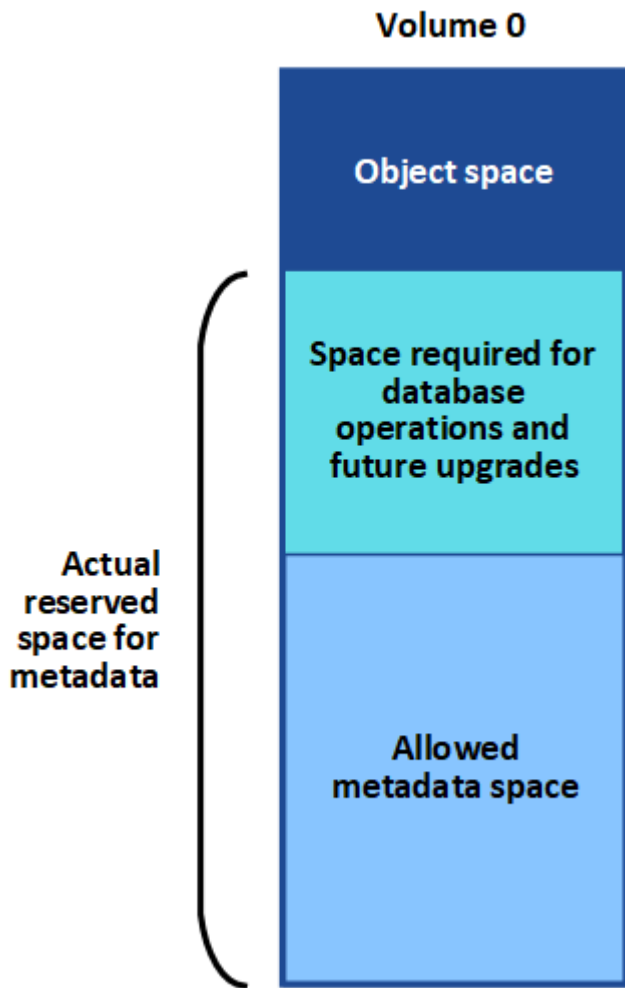 Volume 0
Object space
Space required for
database
operations and
future upgrades
Actual
reserved
space for
metadata
Allowed
metadata space